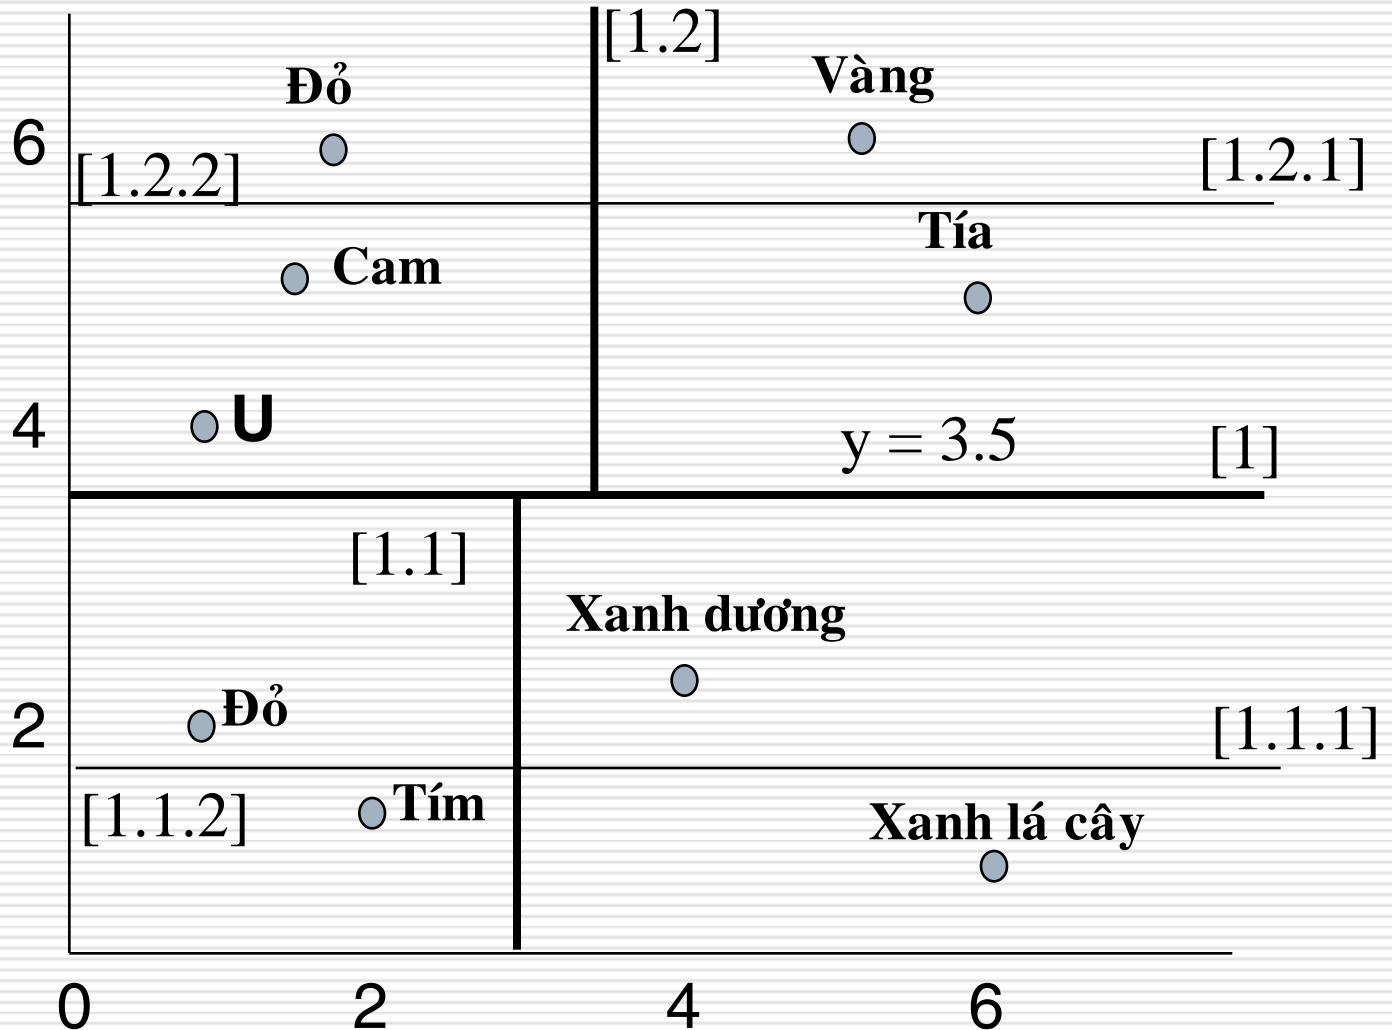 [1.2]
Đỏ
Vàng
6
[1.2.2]
[1.2.1]
Tía
Cam
4
U
y = 3.5
[1]
[1.1]
Xanh dương
2
Đỏ
[1.1.1]
[1.1.2]
Tím
Xanh lá cây
0 2 4 6